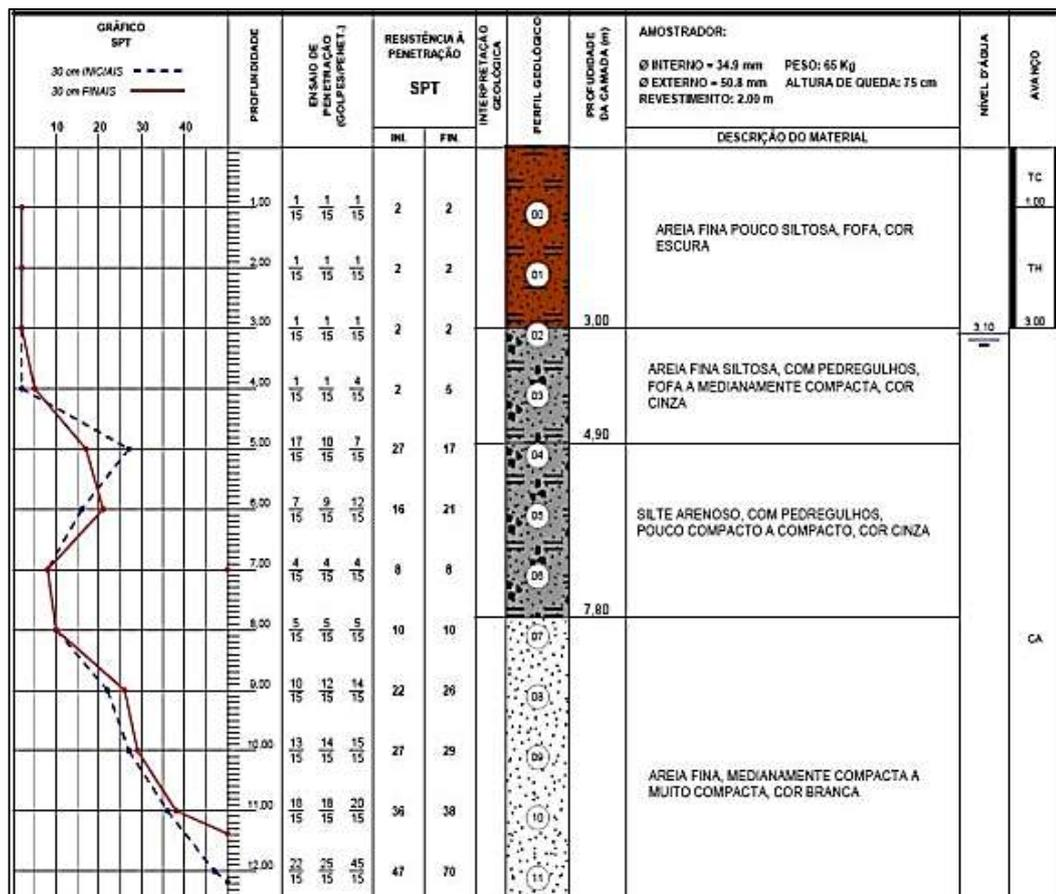 GRÁFICO
SPT
30 cm INICIAIS
30 cm FINAIS
10 20 30 40
PROFUNDIDADE
ENSAIO DE
PENETRAÇÃO
(GOLPES/PENET.)
RESISTÊNCIA À
PENETRAÇÃO
SPT
INI. FIN.
INTERPRETAÇÃO
GEOLÓGICA
PERFIL GEOLÓGICO
PROFUDIDADE
DA CAMADA (m)
AMOSTRADOR:
Ø INTERNO = 34.9 mm PESO: 65 Kg
Ø EXTERNO = 50.8 mm ALTURA DE QUEDA: 75 cm
REVESTIMENTO: 2.00 m
DESCRIÇÃO DO MATERIAL
NÍVEL D'ÁGUA
AVANÇO
1,00 1/15 1/15 1/15 2 2 00
2,00 1/15 1/15 1/15 2 2 01
3,00 1/15 1/15 1/15 2 2 02
4,00 1/15 1/15 4/15 2 5 03
5,00 17/15 10/15 7/15 27 17 04
6,00 7/15 9/15 12/15 16 21 05
7,00 4/15 4/15 4/15 8 8 06
8,00 5/15 5/15 5/15 10 10 07
9,00 10/15 12/15 14/15 22 26 08
10,00 13/15 14/15 15/15 27 29 09
11,00 18/15 18/15 20/15 36 38 10
12,00 22/15 25/15 45/15 47 70 11
3,00
4,90
7,80
AREIA FINA POUCO SILTOSA, FOFA, COR
ESCURA
AREIA FINA SILTOSA, COM PEDREGULHOS,
FOFA A MEDIANAMENTE COMPACTA, COR
CINZA
SILTE ARENOSO, COM PEDREGULHOS,
POUCO COMPACTO A COMPACTO, COR CINZA
AREIA FINA, MEDIANAMENTE COMPACTA A
MUITO COMPACTA, COR BRANCA
3,10
TC
1,00
TH
3,00
CA